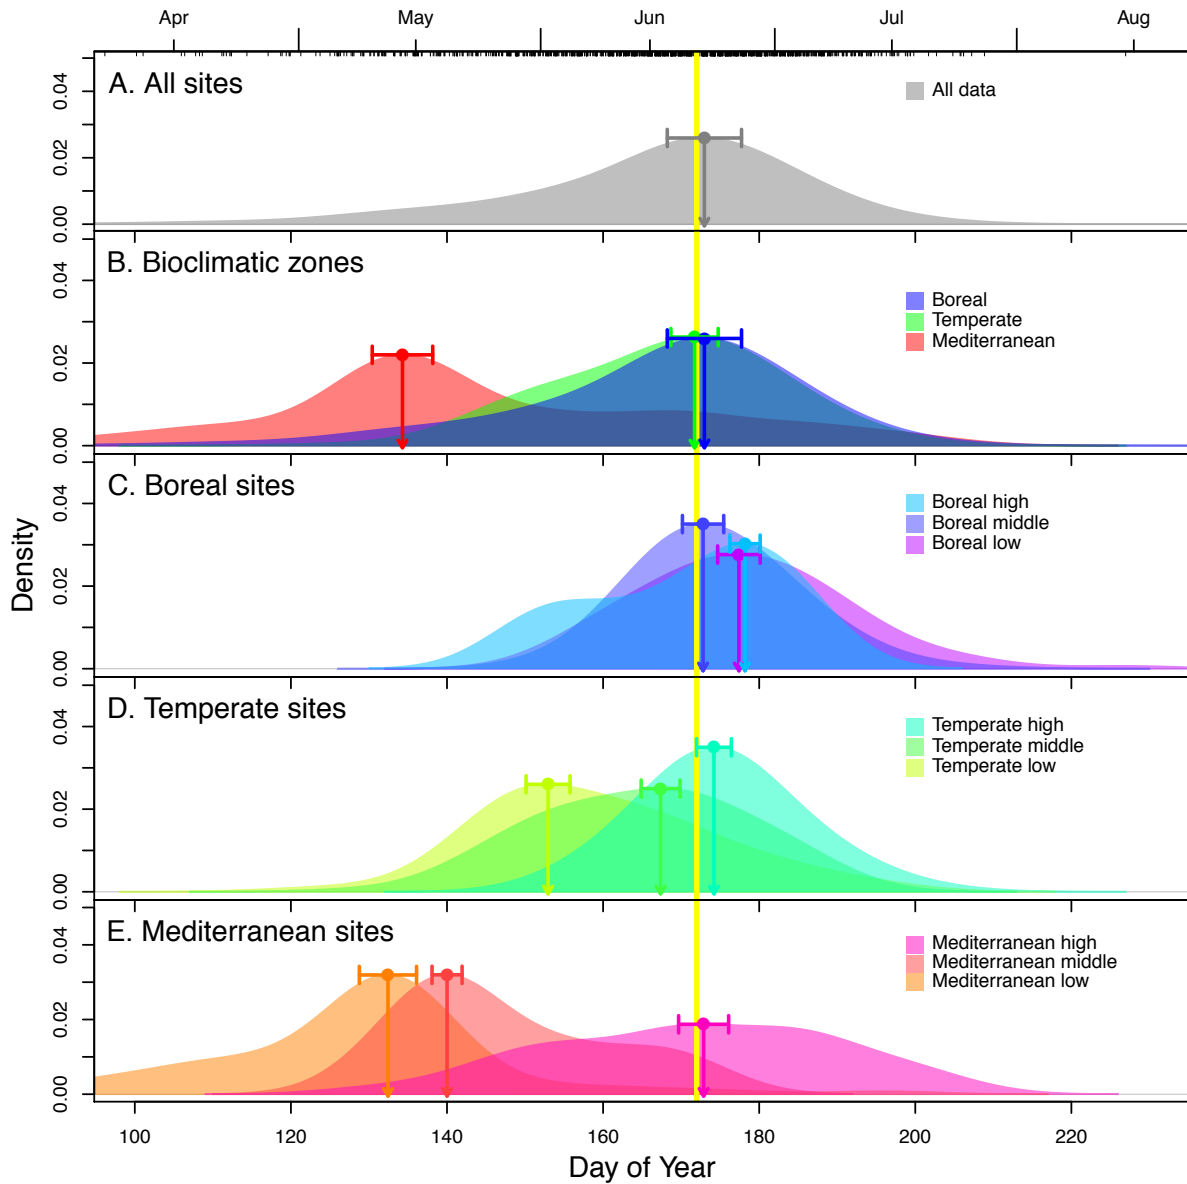 Apr May Jun Jul Aug
A. All sites
All data
0.00 0.02 0.04
B. Bioclimatic zones
Boreal
Temperate
Mediterranean
0.00 0.02 0.04
C. Boreal sites
Boreal high
Boreal middle
Boreal low
0.00 0.02 0.04
Density
D. Temperate sites
Temperate high
Temperate middle
Temperate low
0.00 0.02 0.04
E. Mediterranean sites
Mediterranean high
Mediterranean middle
Mediterranean low
0.00 0.02 0.04
100 120 140 160 180 200 220
Day of Year